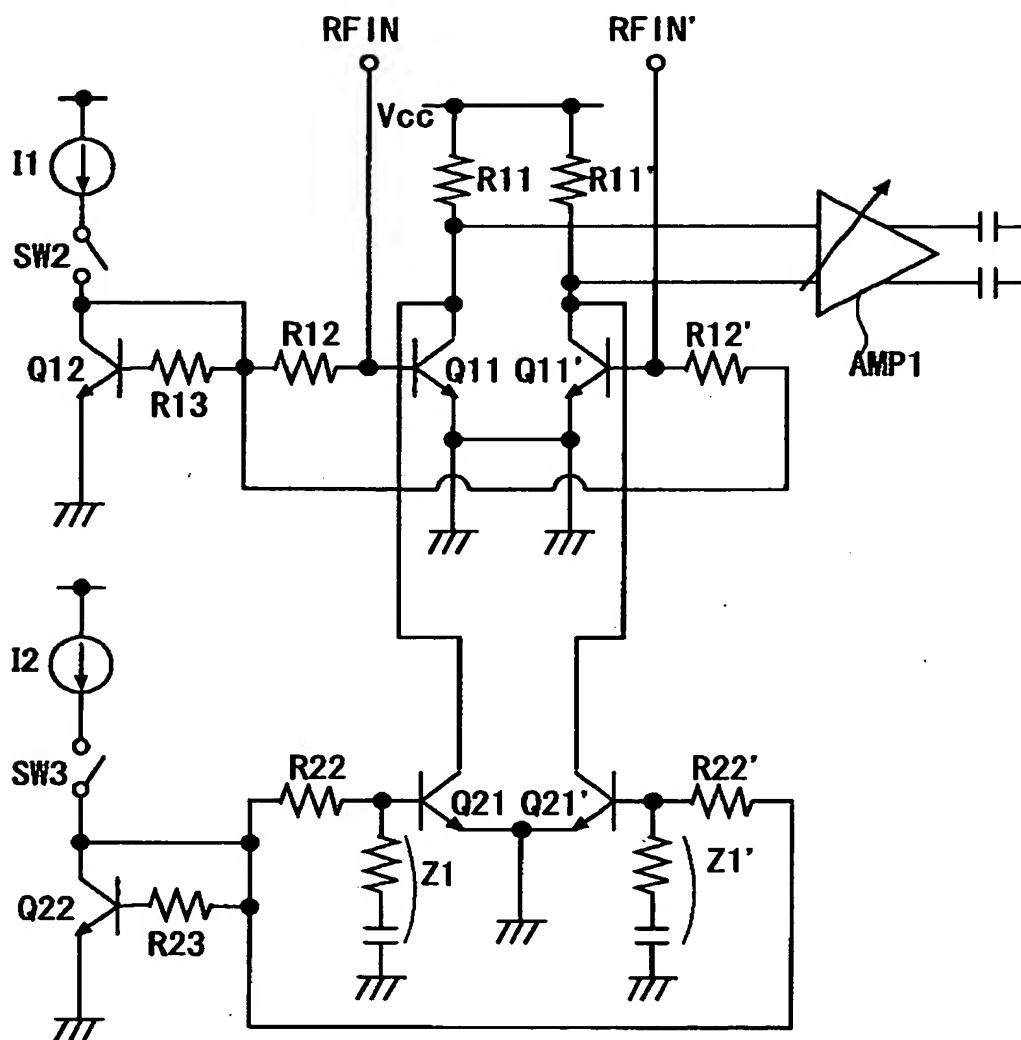 RFIN RFIN'
Vcc
I1
R11 R11'
SW2
R12 R12'
Q12 Q11 Q11' AMP1
R13
I2
SW3
R22 R22'
Q21 Q21'
Z1 Z1'
Q22
R23